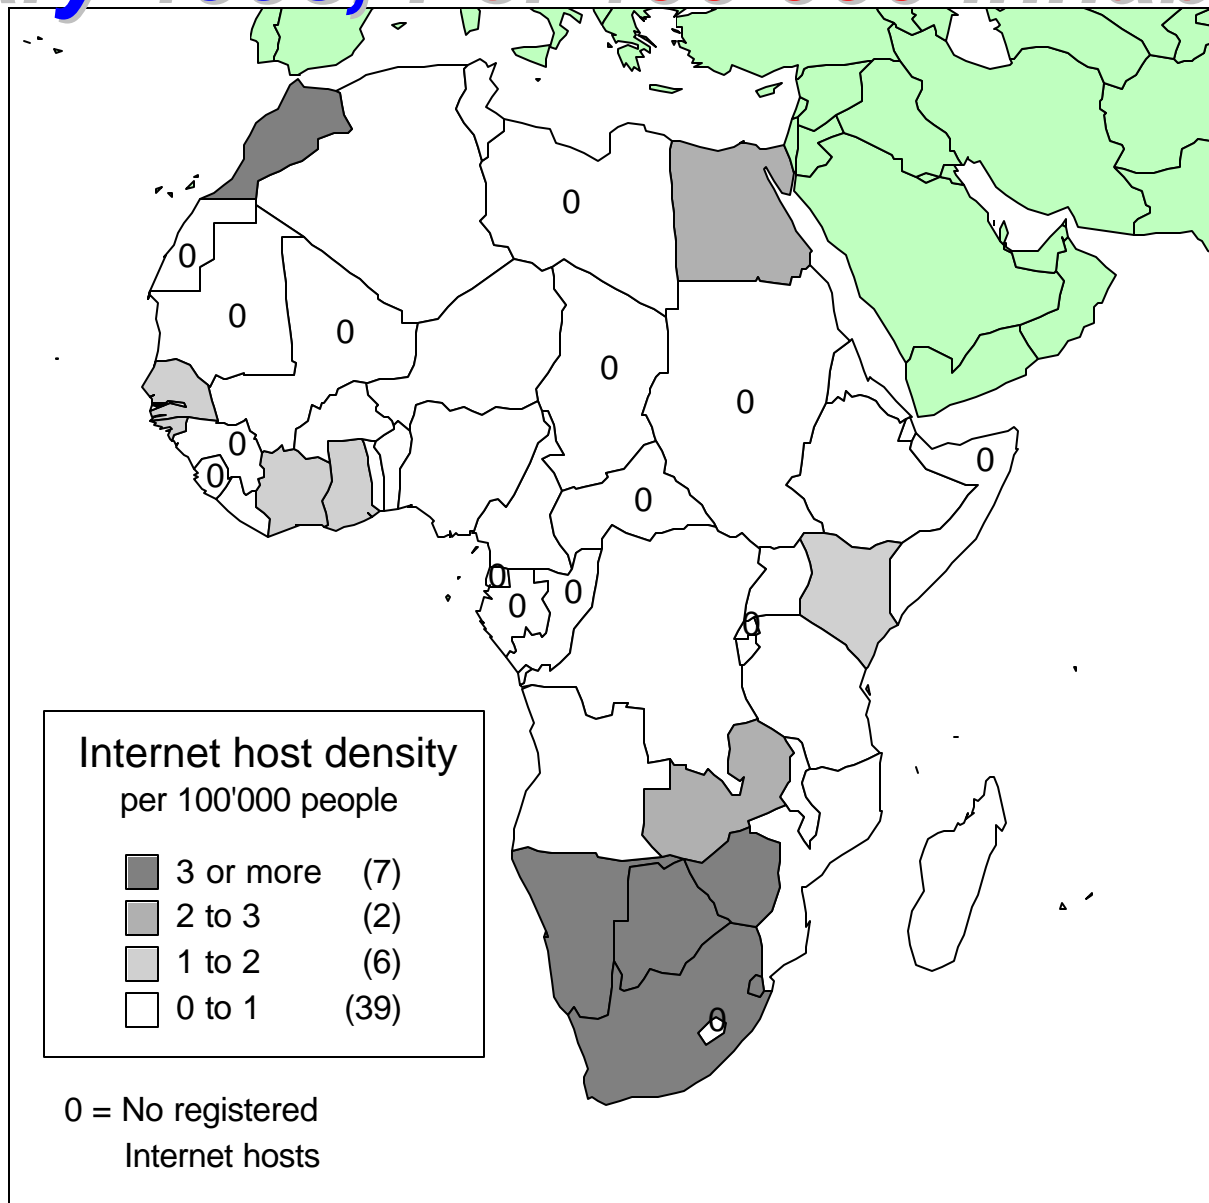 0
0
0
0
0
0
0
0
0
0
0
0
0
0
Internet host density
per 100'000 people
3 or more (7)
2 to 3 (2)
1 to 2 (6)
0 to 1 (39)
0
0 = No registered
Internet hosts